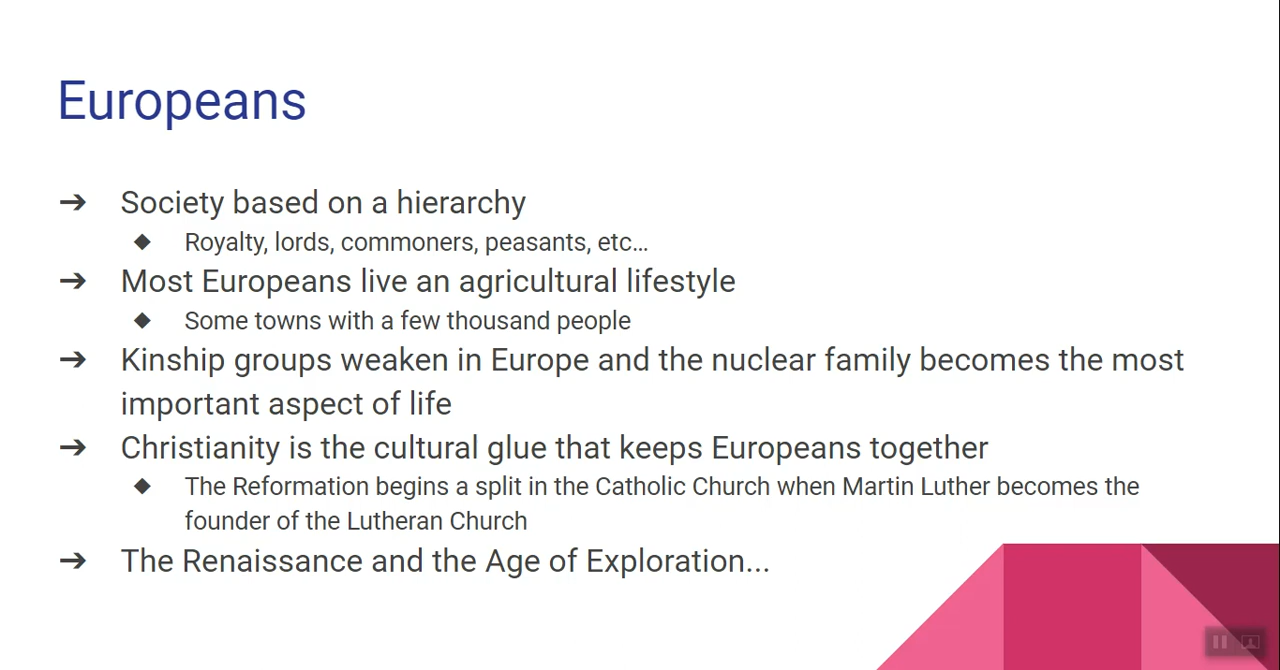 Europeans
➔ Society based on a hierarchy
◆ Royalty, lords, commoners, peasants, etc…
➔ Most Europeans live an agricultural lifestyle
◆ Some towns with a few thousand people
➔ Kinship groups weaken in Europe and the nuclear family becomes the most
important aspect of life
➔ Christianity is the cultural glue that keeps Europeans together
◆ The Reformation begins a split in the Catholic Church when Martin Luther becomes the
founder of the Lutheran Church
➔ The Renaissance and the Age of Exploration...